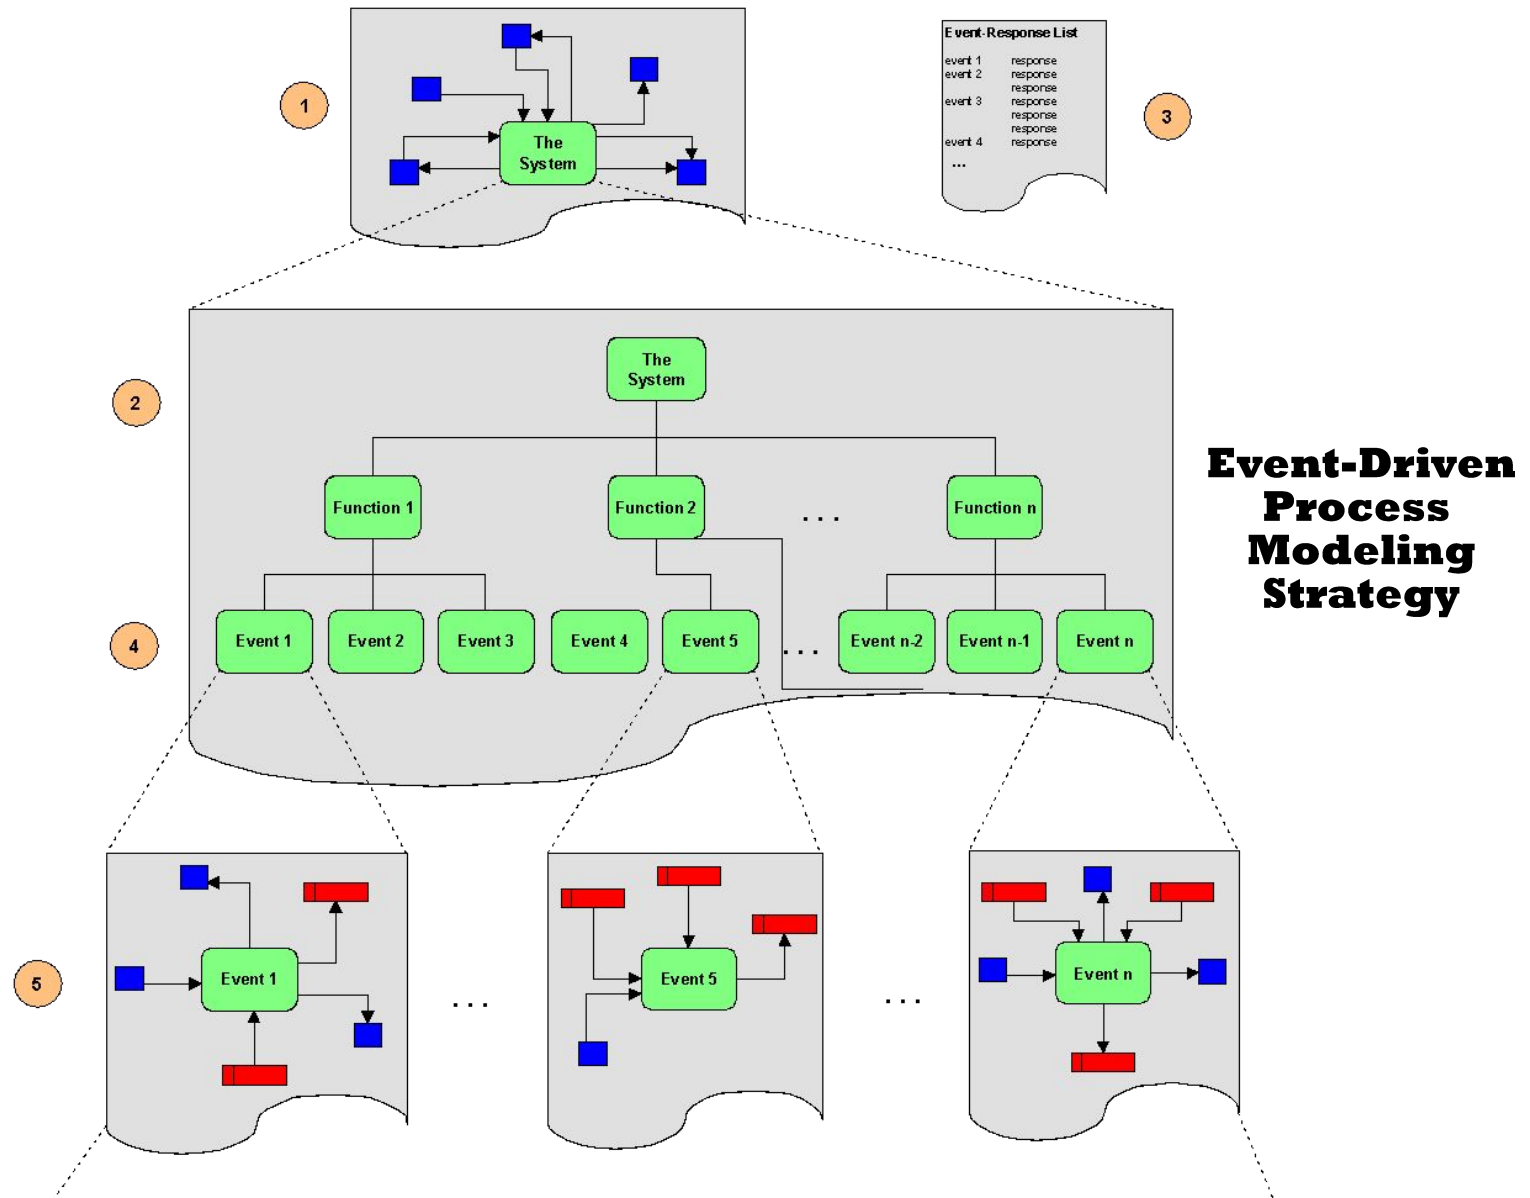 1
The
System
Event-Response List
event 1 response
event 2 response
response
event 3 response
response
response
event 4 response
...
3
2
The
System
Function 1
Function 2
...
Function n
Event-Driven
Process
Modeling
Strategy
4
Event 1
Event 2
Event 3
Event 4
Event 5
...
Event n-2
Event n-1
Event n
5
Event 1
...
Event 5
...
Event n